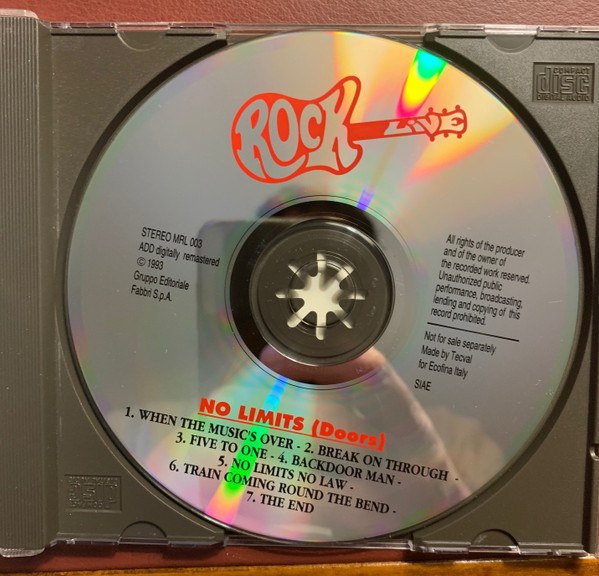 ROCK LIVE
COMPACT
disc
DIGITAL AUDIO
STEREO MRL 003
ADD digitally remastered
© 1993
Gruppo Editoriale
Fabbri S.p.A.
All rights of the producer
and of the owner of
the recorded work reserved.
Unauthorized public
performance, broadcasting,
lending and copying of this
record prohibited.
Not for sale separately
Made by Tecval
for Ecofina Italy
SIAE
NO LIMITS (Doors)
1. WHEN THE MUSIC'S OVER - 2. BREAK ON THROUGH -
3. FIVE TO ONE - 4. BACKDOOR MAN -
5. NO LIMITS NO LAW -
6. TRAIN COMING ROUND THE BEND -
7. THE END